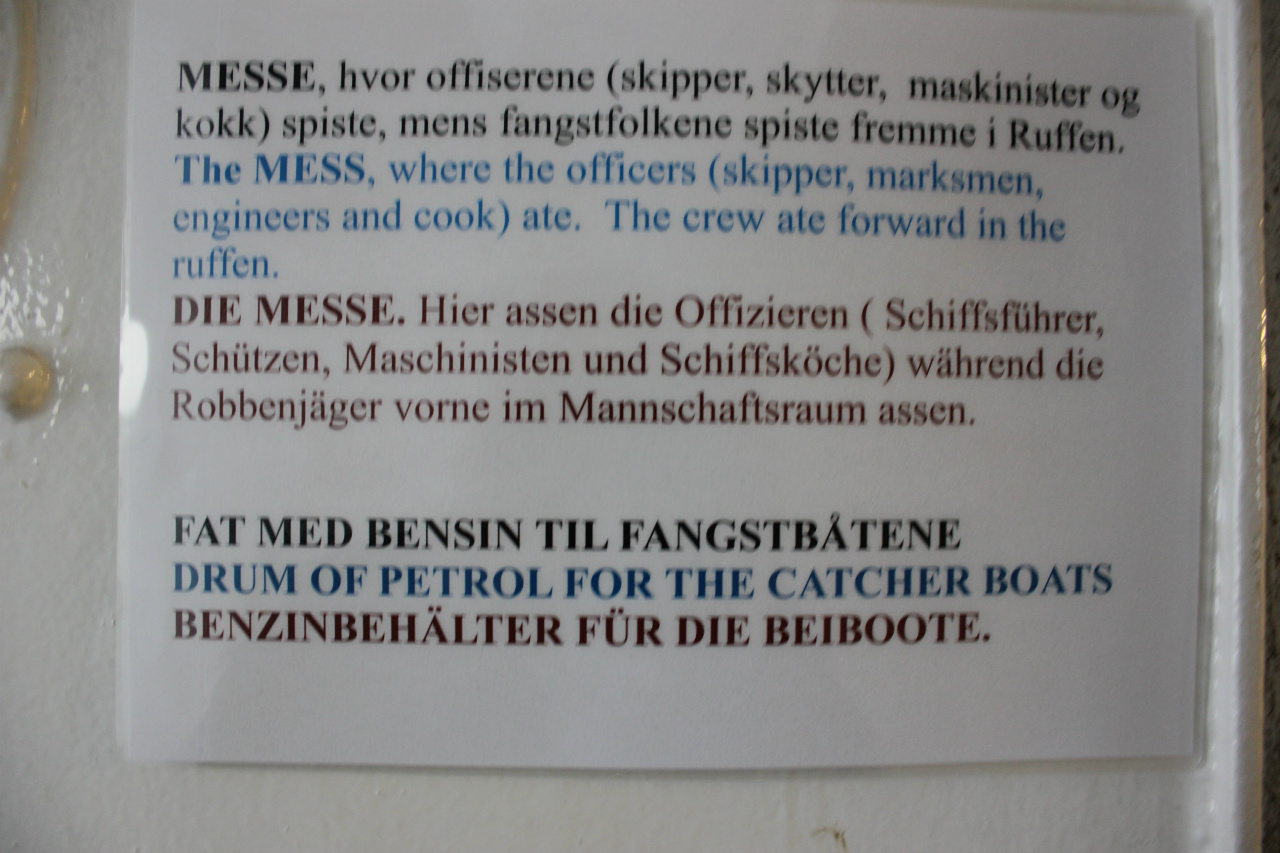 MESSE, hvor offiserene (skipper, skytter, maskinister og
kokk) spiste, mens fangstfolkene spiste fremme i Ruffen.
The MESS, where the officers (skipper, marksmen,
engineers and cook) ate. The crew ate forward in the
ruffen.
DIE MESSE. Hier assen die Offizieren ( Schiffsführer,
Schützen, Maschinisten und Schiffsköche) während die
Robbenjäger vorne im Mannschaftsraum assen.
FAT MED BENSIN TIL FANGSTBÅTENE
DRUM OF PETROL FOR THE CATCHER BOATS
BENZINBEHÄLTER FÜR DIE BEIBOOTE.